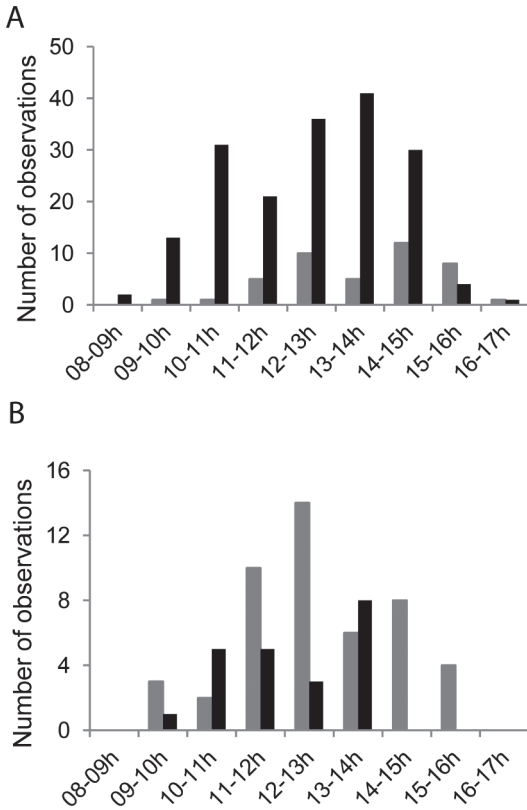 A
Number of observations
50
40
30
20
10
0
08-09h
09-10h
10-11h
11-12h
12-13h
13-14h
14-15h
15-16h
16-17h
B
Number of observations
16
12
8
4
0
08-09h
09-10h
10-11h
11-12h
12-13h
13-14h
14-15h
15-16h
16-17h